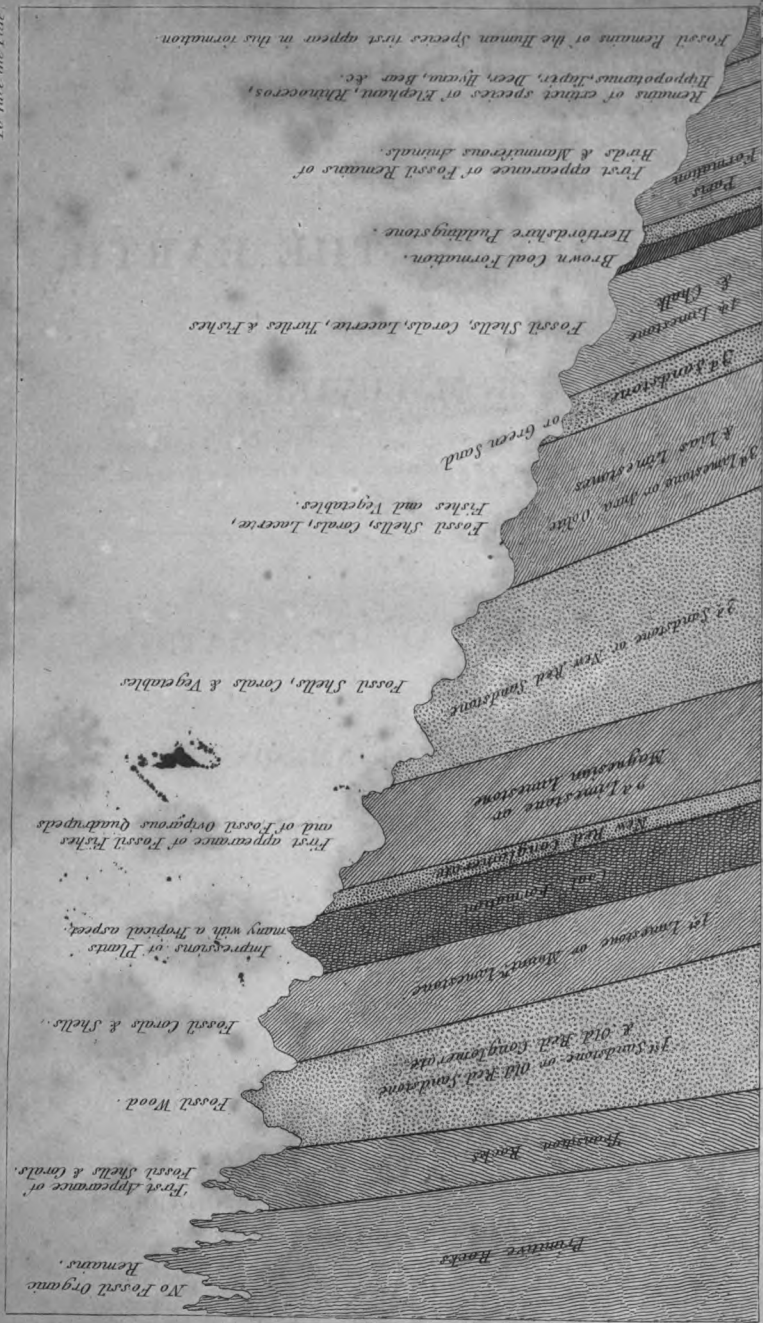 Primitive Rocks
No Fossil Organic
Remains.
Transition Rocks
First Apearance of
Fossil Shells & Corals.
1st Sandstone or Old Red Sandstone
& Old Red Conglomerate.
Fossil Wood.
1st Limestone or Mountn. Limestone
Fossil Corals & Shells.
Coal Formation
Impressions of Plants
many with a Tropical aspect.
New Red Conglomerate
2d Limestone or
Magnesian Limestone
First appearance of Fossil Fishes
and of Fossil Oviparous Quadrupeds
2d Sandstone or New Red Sandstone
Fossil Shells, Corals & Vegetables
3d Limestone or Jura Oolite
& Lias Limestones
Fossil Shells, Corals, Lacertæ,
Fishes and Vegetables.
3d Sandstone
or Green Sand
4th Limestone
& Chalk
Fossil Shells, Corals, Lacertæ, Turtles & Fishes
Brown Coal Formation.
Hertfordshire Puddingstone.
Paris
Formation
First appearance of Fossil Remains of
Birds & Mammiferous Animals.
Remains of extinct species of Elephant, Rhinoceros,
Hippopotamus, Tapir, Deer, Hyæna, Bear &c.
Fossil Remains of the Human Species first appear in this formation.